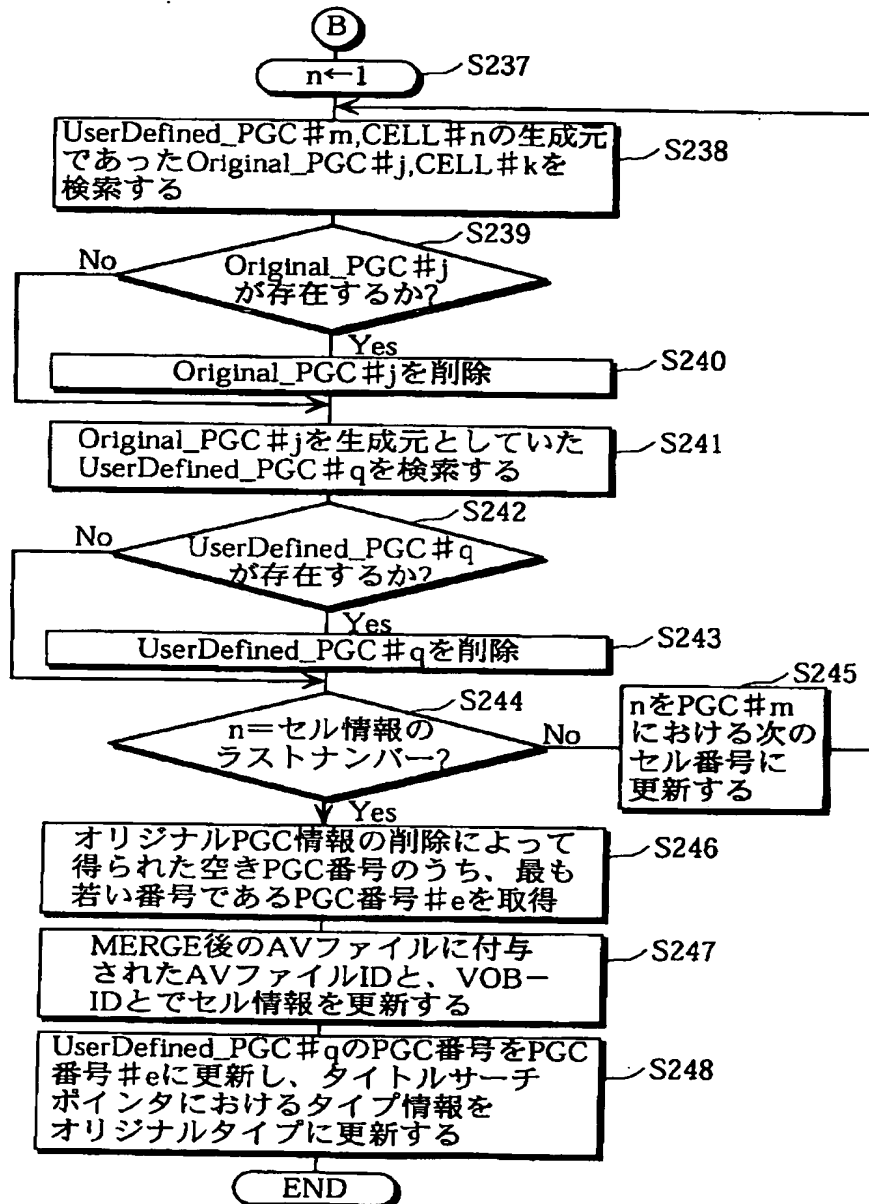 B
n←1
S237
UserDefined_PGC#m,CELL#nの生成元
であったOriginal_PGC#j,CELL#kを
検索する
S238
S239
No
Original_PGC#j
が存在するか?
Yes
Original_PGC#jを削除
S240
Original_PGC#jを生成元としていた
UserDefined_PGC#qを検索する
S241
S242
No
UserDefined_PGC#q
が存在するか?
Yes
UserDefined_PGC#qを削除
S243
S244
n=セル情報の
ラストナンバー?
No
S245
nをPGC#m
における次の
セル番号に
更新する
Yes
オリジナルPGC情報の削除によって
得られた空きPGC番号のうち、最も
若い番号であるPGC番号#eを取得
S246
MERGE後のAVファイルに付与
されたAVファイルIDと、VOB-
IDとでセル情報を更新する
S247
UserDefined_PGC#qのPGC番号をPGC
番号#eに更新し、タイトルサーチ
ポインタにおけるタイプ情報を
オリジナルタイプに更新する
S248
END